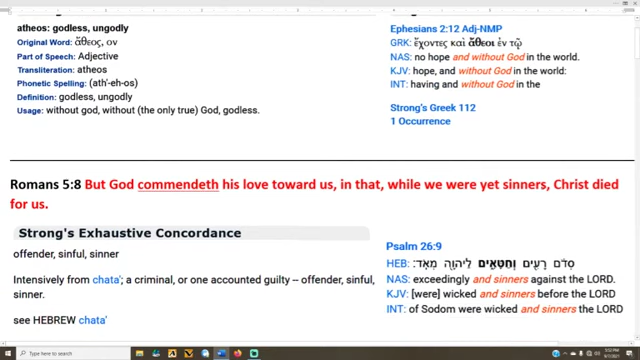 atheos: godless, ungodly
Original Word: ἄθεος, ον
Part of Speech: Adjective
Transliteration: atheos
Phonetic Spelling: (ath'-eh-os)
Definition: godless, ungodly
Usage: without god, without (the only true) God, godless.
Ephesians 2:12 Adj-NMP
GRK: ἔχοντες καὶ ἄθεοι ἐν τῷ
NAS: no hope and without God in the world.
KJV: hope, and without God in the world:
INT: having and without God in the
Strong's Greek 112
1 Occurrence
Romans 5:8 But God commendeth his love toward us, in that, while we were yet sinners, Christ died
for us.
Strong's Exhaustive Concordance
offender, sinful, sinner
Intensively from chata'; a criminal, or one accounted guilty -- offender, sinful,
sinner.
see HEBREW chata'
Psalm 26:9
HEB: סְדֹ֔ם רָעִ֖ים וְחַטָּאִ֑ים לַיהוָ֖ה מְאֹֽד׃
NAS: exceedingly and sinners against the LORD.
KJV: [were] wicked and sinners before the LORD
INT: of Sodom were wicked and sinners the LORD
Type here to search